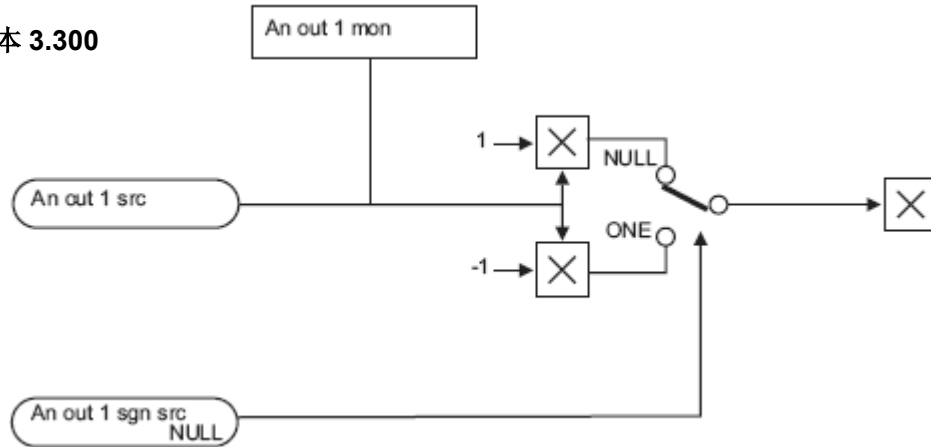 本 3.300
An out 1 mon
1
NULL
An out 1 src
ONE
-1
An out 1 sgn src
NULL